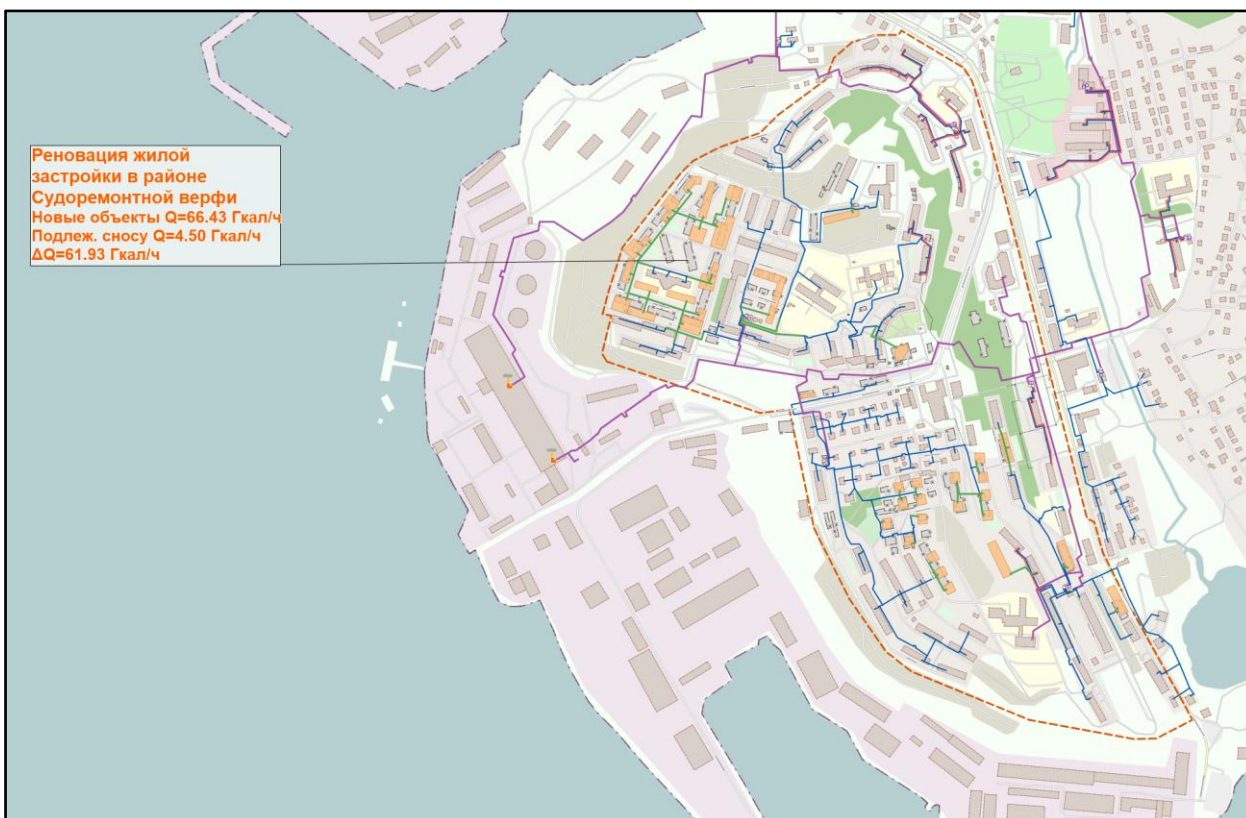 Реновация жилой
застройки в районе
Судоремонтной верфи
Новые объекты Q=66.43 Гкал/ч
Подлеж. сносу Q=4.50 Гкал/ч
ΔQ=61.93 Гкал/ч